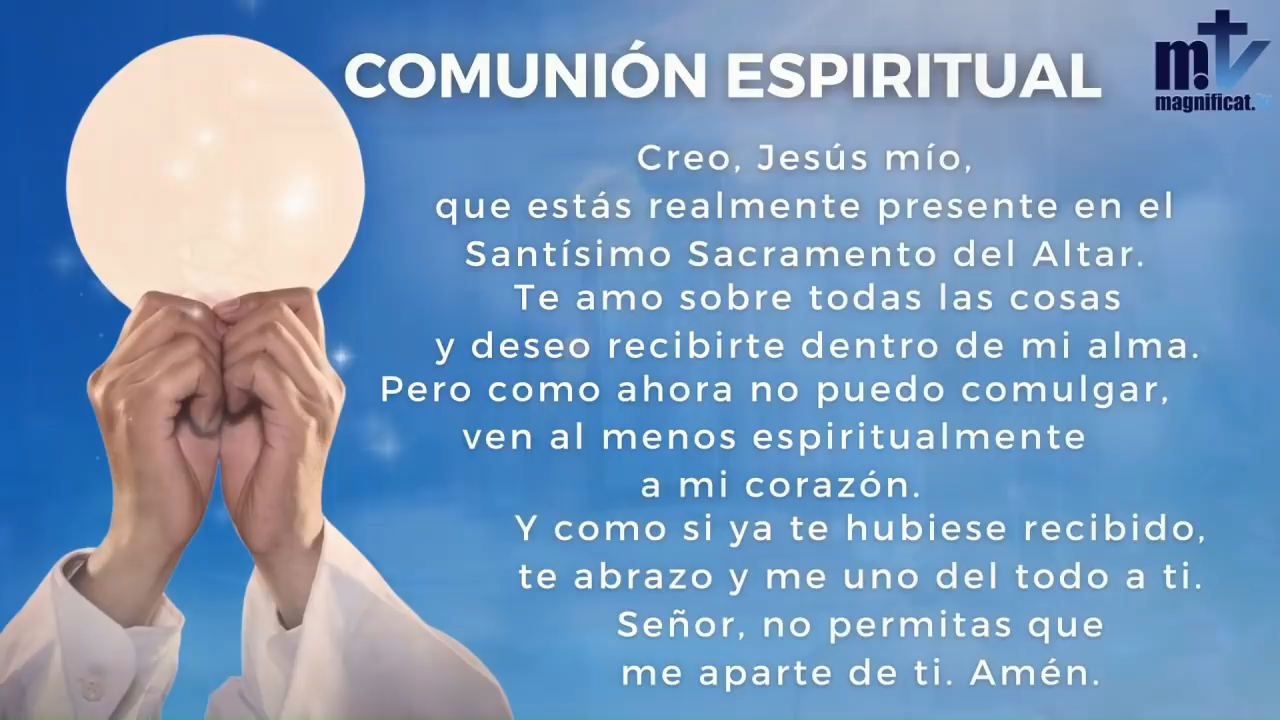 COMUNIÓN ESPIRITUAL
m.tv
magnificat.tv
Creo, Jesús mío,
que estás realmente presente en el
Santísimo Sacramento del Altar.
Te amo sobre todas las cosas
y deseo recibirte dentro de mi alma.
Pero como ahora no puedo comulgar,
ven al menos espiritualmente
a mi corazón.
Y como si ya te hubiese recibido,
te abrazo y me uno del todo a ti.
Señor, no permitas que
me aparte de ti. Amén.